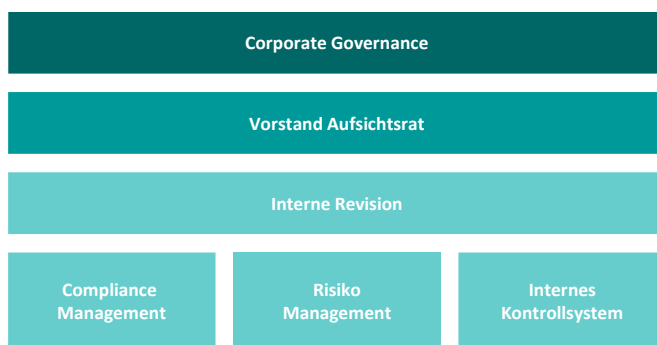 Corporate Governance
Vorstand Aufsichtsrat
Interne Revision
Compliance
Management
Risiko
Management
Internes
Kontrollsystem